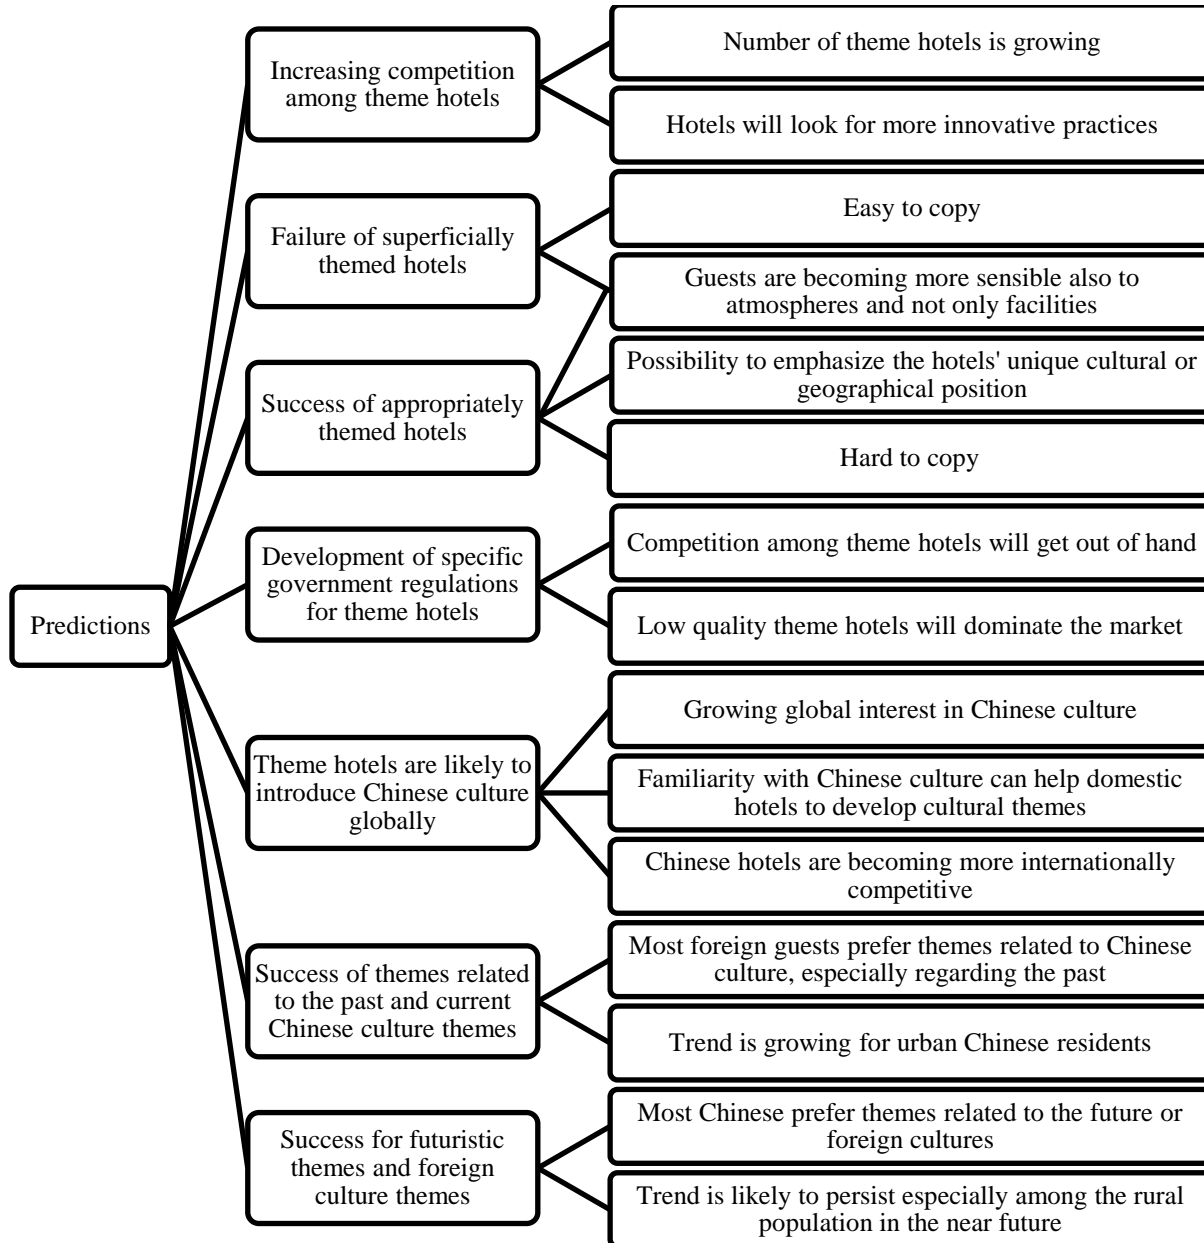 Predictions
Increasing competition
among theme hotels
Number of theme hotels is growing
Hotels will look for more innovative practices
Failure of superficially
themed hotels
Easy to copy
Guests are becoming more sensible also to
atmospheres and not only facilities
Success of appropriately
themed hotels
Possibility to emphasize the hotels' unique cultural or
geographical position
Hard to copy
Development of specific
government regulations
for theme hotels
Competition among theme hotels will get out of hand
Low quality theme hotels will dominate the market
Theme hotels are likely to
introduce Chinese culture
globally
Growing global interest in Chinese culture
Familiarity with Chinese culture can help domestic
hotels to develop cultural themes
Chinese hotels are becoming more internationally
competitive
Success of themes related
to the past and current
Chinese culture themes
Most foreign guests prefer themes related to Chinese
culture, especially regarding the past
Trend is growing for urban Chinese residents
Success for futuristic
themes and foreign
culture themes
Most Chinese prefer themes related to the future or
foreign cultures
Trend is likely to persist especially among the rural
population in the near future